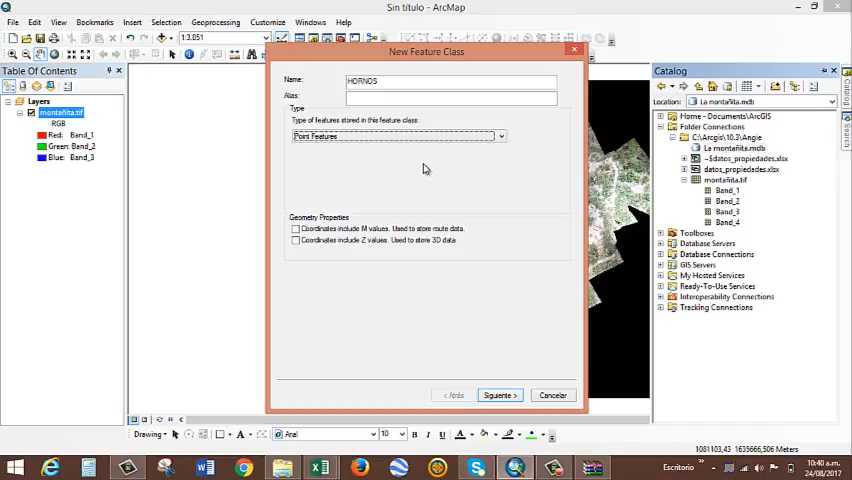 Sin título - ArcMap
File Edit View Bookmarks Insert Selection Geoprocessing Customize Windows Help
1:3.051
Table Of Contents
Layers
montañita.tif
RGB
Red: Band_1
Green: Band_2
Blue: Band_3
New Feature Class
Name: HORNOS
Alias:
Type
Type of features stored in this feature class:
Point Features
Geometry Properties
Coordinates include M values. Used to store route data.
Coordinates include Z values. Used to store 3D data.
< Atrás Siguiente > Cancelar
Catalog
Location: La montañita.mdb
Home - Documents\ArcGIS
Folder Connections
C:\Arcgis\10.3\Angie
La montañita.mdb
~$datos_propiedades.xlsx
datos_propiedades.xlsx
montañita.tif
Band_1
Band_2
Band_3
Band_4
Toolboxes
Database Servers
Database Connections
GIS Servers
My Hosted Services
Ready-To-Use Services
Interoperability Connections
Tracking Connections
Catalog
Search
Drawing
Arial
10
B I U
1081103,43 1635666,506 Meters
Escritorio
10:40 a.m.
24/08/2017